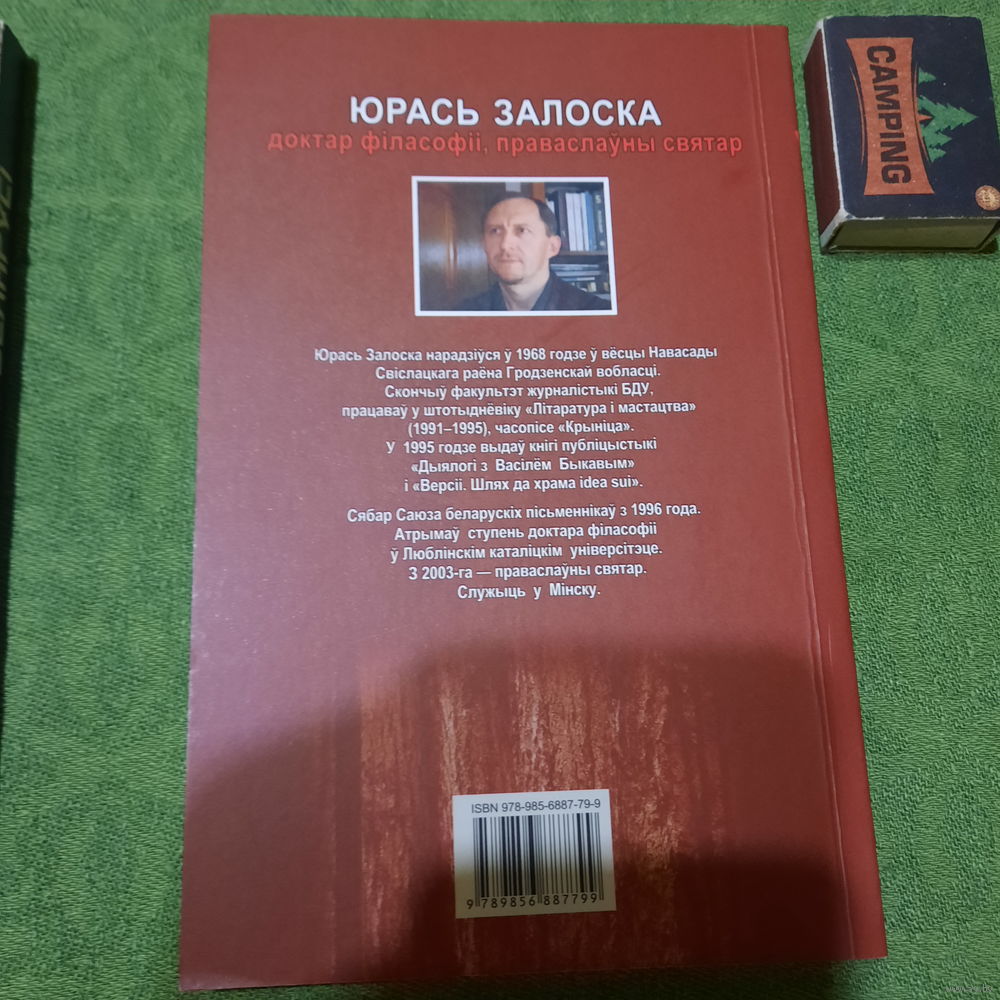 ЮРАСЬ ЗАЛОСКА
доктар філасофіі, праваслаўны святар
Юрась Залоска нарадзіўся ў 1968 годзе ў вёсцы Навасады
Свіслацкага раёна Гродзенскай вобласці.
Скончыў факультэт журналістыкі БДУ,
працаваў у штотыднёвіку «Літаратура і мастацтва»
(1991–1995), часопісе «Крыніца».
У 1995 годзе выдаў кнігі публіцыстыкі
«Дыялогі з Васілём Быкавым»
і «Версіі. Шлях да храма idea sui».
Сябар Саюза беларускіх пісьменнікаў з 1996 года.
Атрымаў ступень доктара філасофіі
ў Люблінскім каталіцкім універсітэце.
З 2003-га — праваслаўны святар.
Служыць у Мінску.
ISBN 978-985-6887-79-9
9 789856 887799
CAMPING